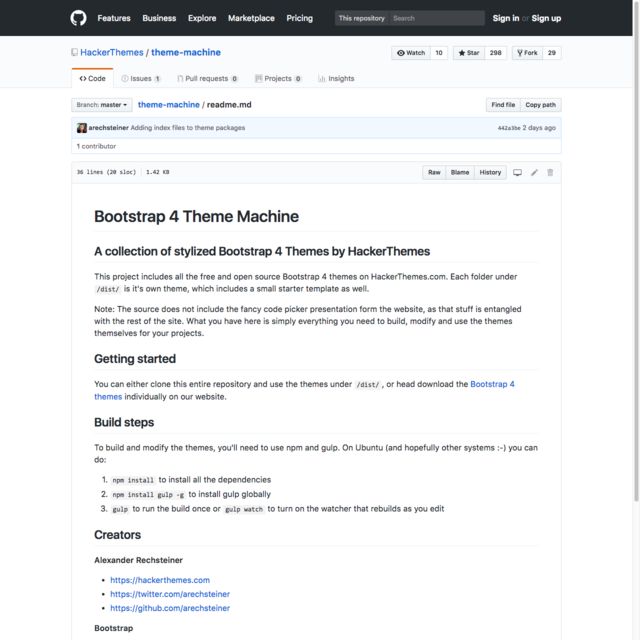 Features Business Explore Marketplace Pricing This repository Search Sign in or Sign up
HackerThemes / theme-machine Watch 10 Star 298 Fork 29
Code Issues 1 Pull requests 0 Projects 0 Insights
Branch: master theme-machine / readme.md Find file Copy path
arechsteiner Adding index files to theme packages 442a3be 2 days ago
1 contributor
36 lines (20 sloc) 1.42 KB Raw Blame History
Bootstrap 4 Theme Machine
A collection of stylized Bootstrap 4 Themes by HackerThemes
This project includes all the free and open source Bootstrap 4 themes on HackerThemes.com. Each folder under
/dist/ is it's own theme, which includes a small starter template as well.
Note: The source does not include the fancy code picker presentation form the website, as that stuff is entangled
with the rest of the site. What you have here is simply everything you need to build, modify and use the themes
themselves for your projects.
Getting started
You can either clone this entire repository and use the themes under /dist/ , or head download the Bootstrap 4
themes individually on our website.
Build steps
To build and modify the themes, you'll need to use npm and gulp. On Ubuntu (and hopefully other systems :-) you can
do:
1. npm install to install all the dependencies
2. npm install gulp -g to install gulp globally
3. gulp to run the build once or gulp watch to turn on the watcher that rebuilds as you edit
Creators
Alexander Rechsteiner
• https://hackerthemes.com
• https://twitter.com/arechsteiner
• https://github.com/arechsteiner
Bootstrap